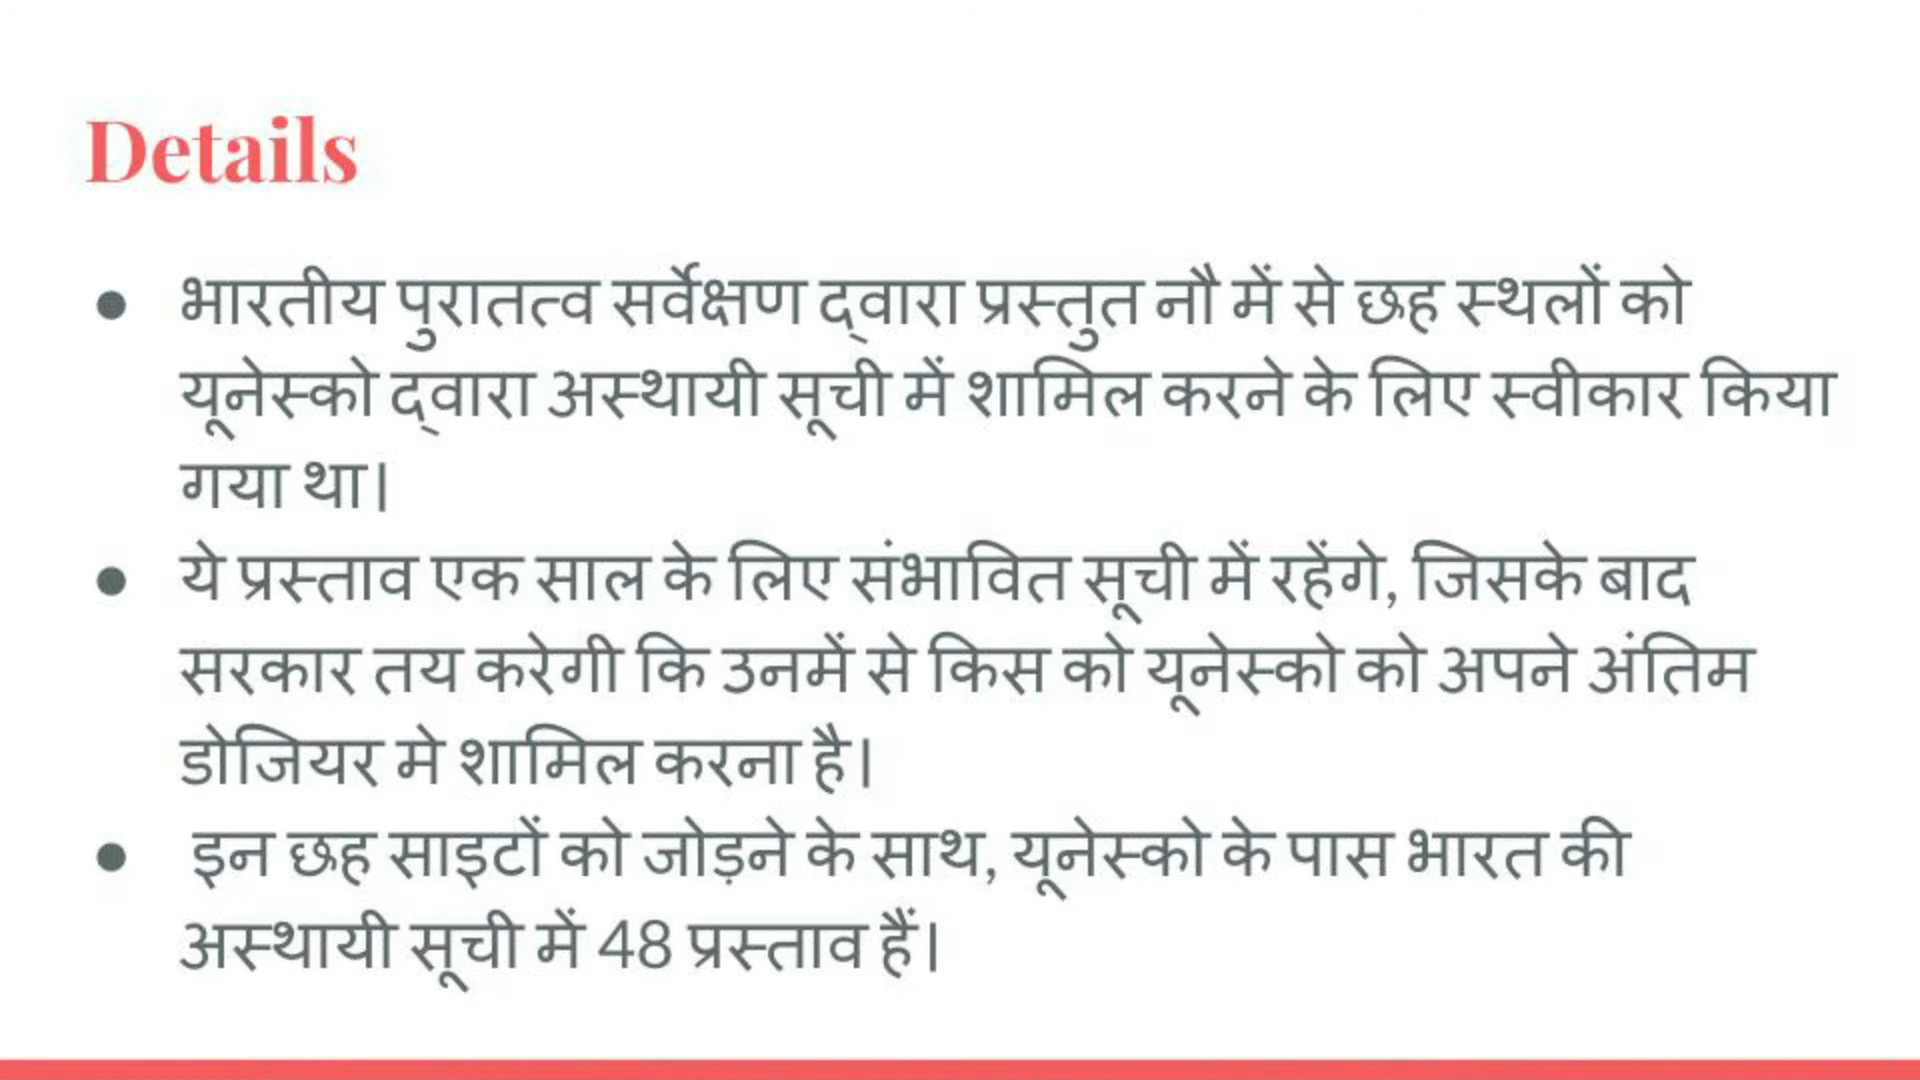 Details
● भारतीय पुरातत्व सर्वेक्षण द्वारा प्रस्तुत नौ में से छह स्थलों को
यूनेस्को द्वारा अस्थायी सूची में शामिल करने के लिए स्वीकार किया
गया था।
● ये प्रस्ताव एक साल के लिए संभावित सूची में रहेंगे, जिसके बाद
सरकार तय करेगी कि उनमें से किस को यूनेस्को को अपने अंतिम
डोजियर मे शामिल करना है।
● इन छह साइटों को जोड़ने के साथ, यूनेस्को के पास भारत की
अस्थायी सूची में 48 प्रस्ताव हैं।